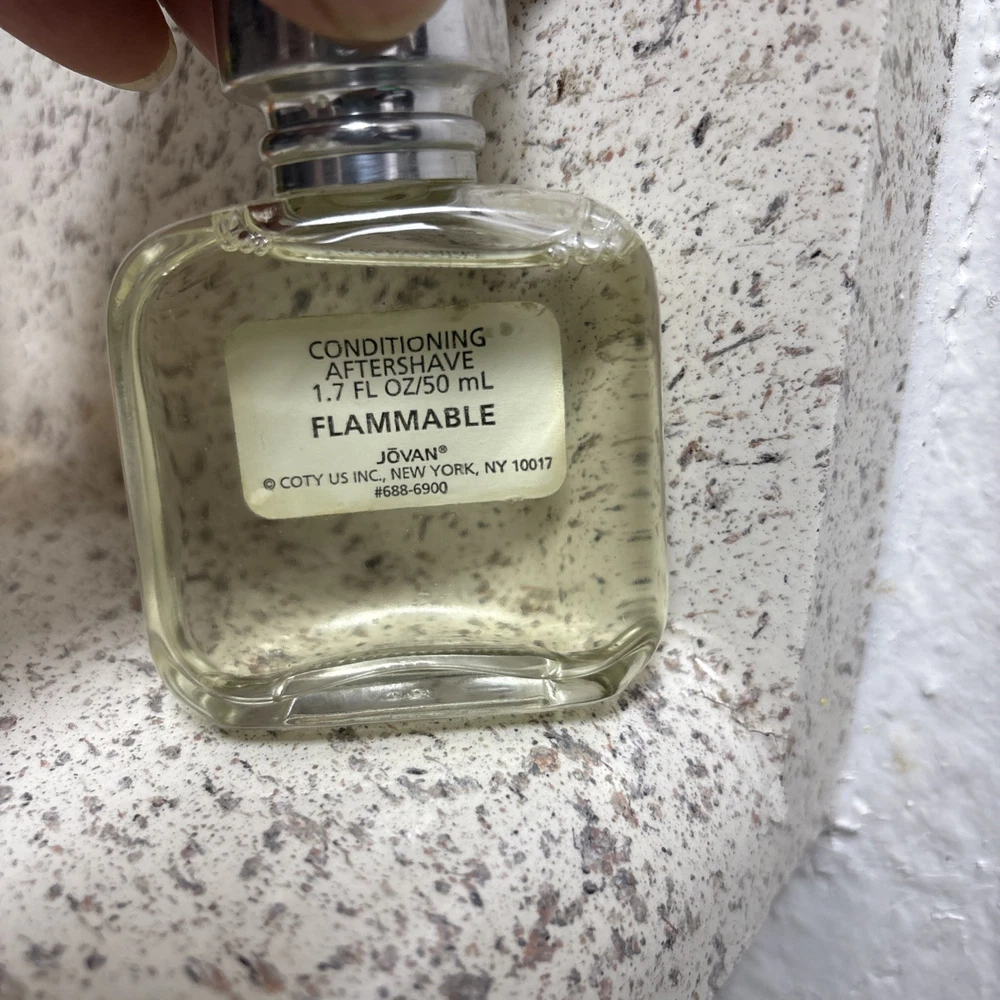 CONDITIONING
AFTERSHAVE
1.7 FL OZ/50 mL
FLAMMABLE
JŌVAN®
© COTY US INC., NEW YORK, NY 10017
#688-6900